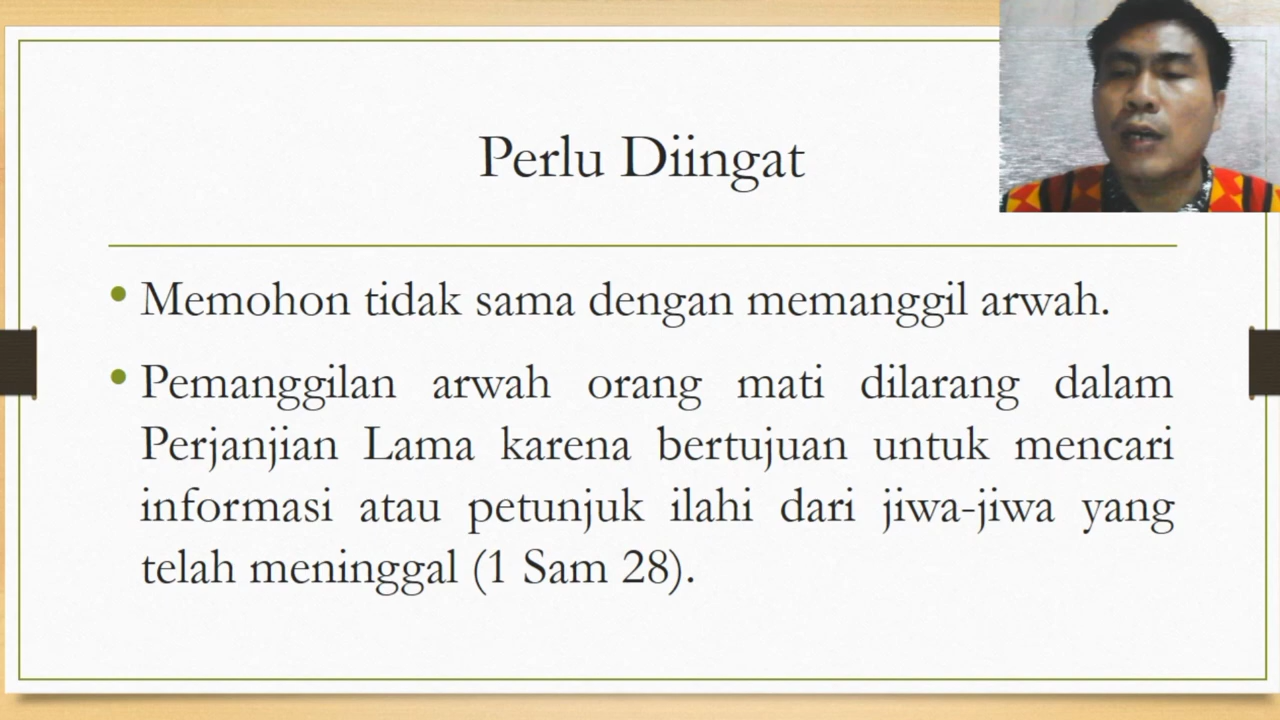 Perlu Diingat
• Memohon tidak sama dengan memanggil arwah.
• Pemanggilan arwah orang mati dilarang dalam
Perjanjian Lama karena bertujuan untuk mencari
informasi atau petunjuk ilahi dari jiwa-jiwa yang
telah meninggal (1 Sam 28).